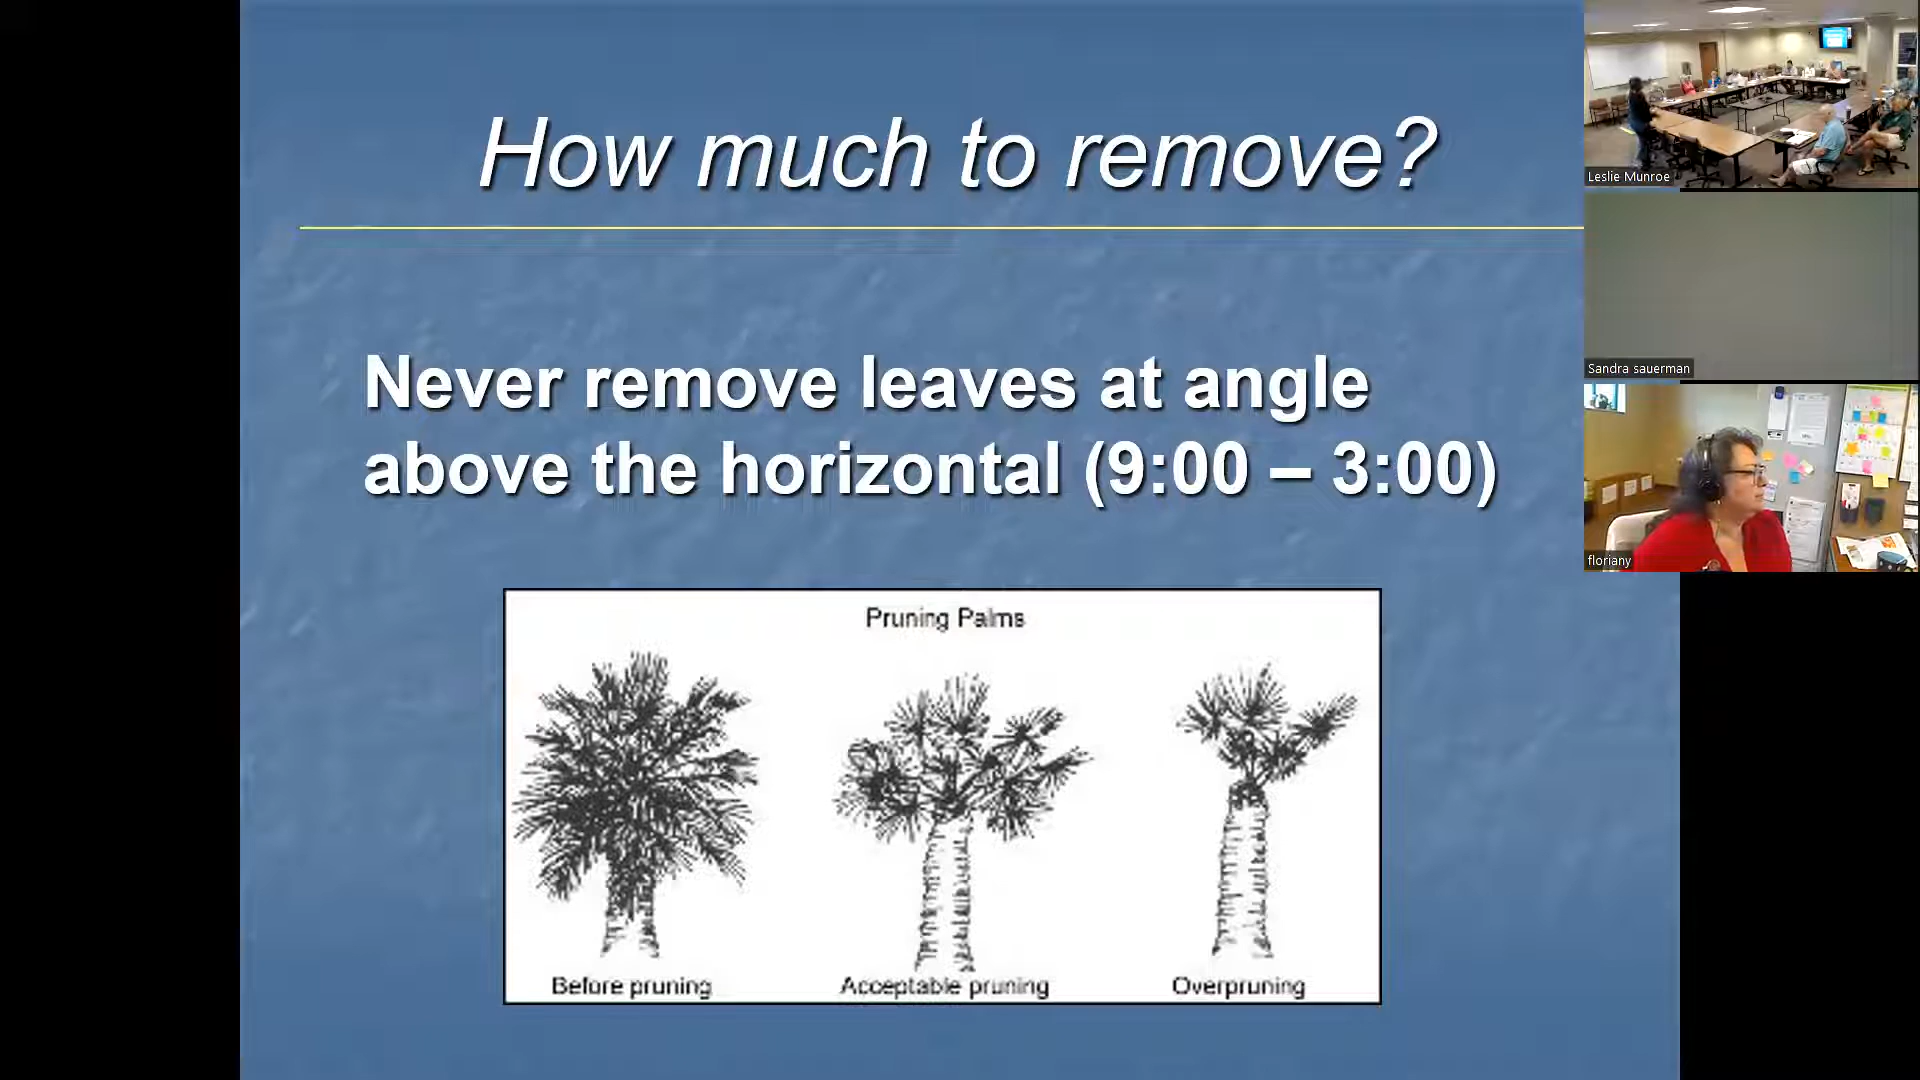 How much to remove?
Never remove leaves at angle
above the horizontal (9:00 – 3:00)
Pruning Palms
Before pruning
Acceptable pruning
Overpruning
Leslie Munroe
Sandra sauerman
floriany